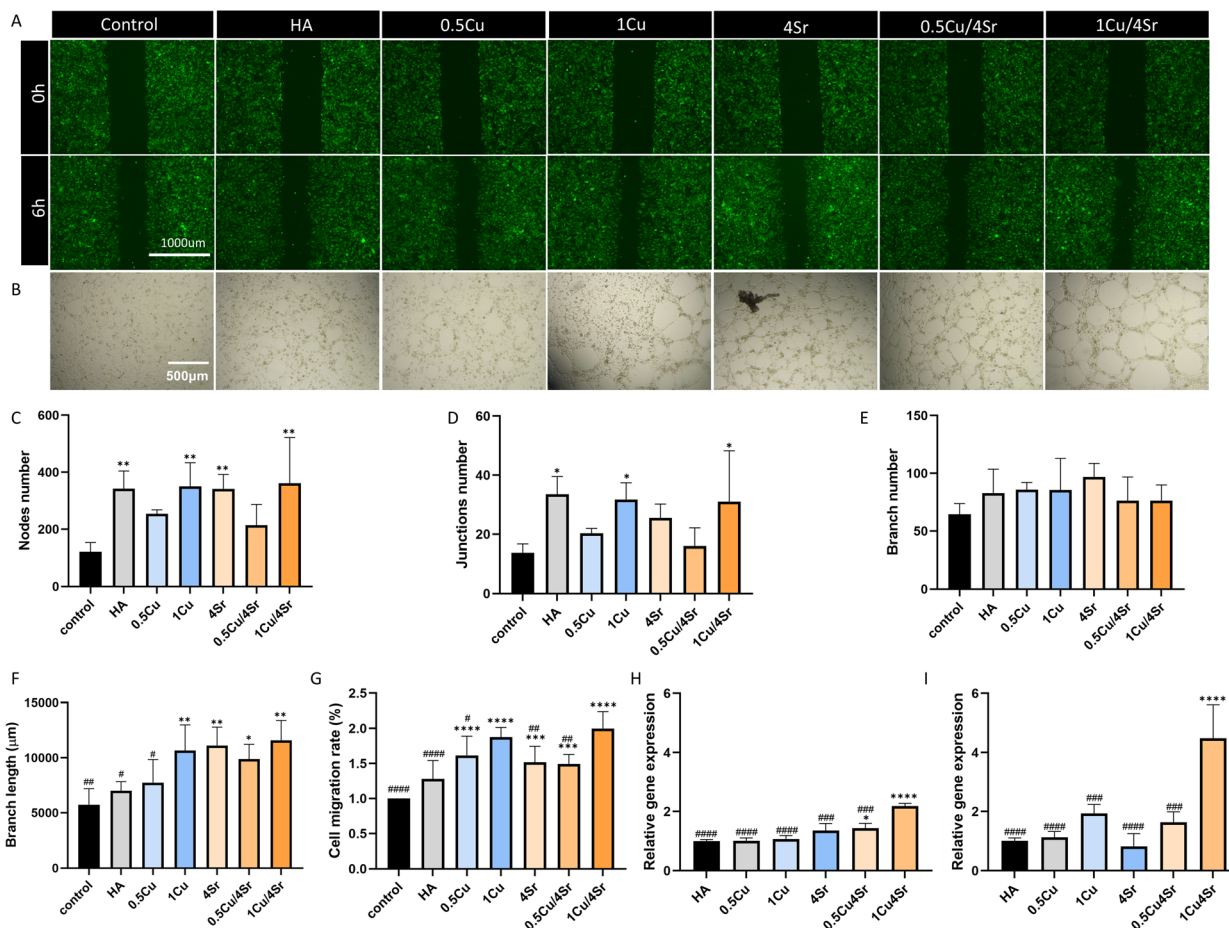 A
Control
HA
0.5Cu
1Cu
4Sr
0.5Cu/4Sr
1Cu/4Sr
0h
6h
1000um
B
500μm
C
Nodes number
600
400
200
0
**
**
**
**
control
HA
0.5Cu
1Cu
4Sr
0.5Cu/4Sr
1Cu/4Sr
D
Junctions number
60
40
20
0
*
*
*
control
HA
0.5Cu
1Cu
4Sr
0.5Cu/4Sr
1Cu/4Sr
E
Branch number
150
100
50
0
control
HA
0.5Cu
1Cu
4Sr
0.5Cu/4Sr
1Cu/4Sr
F
Branch length (μm)
15000
10000
5000
0
##
#
#
**
**
*
**
control
HA
0.5Cu
1Cu
4Sr
0.5Cu/4Sr
1Cu/4Sr
G
Cell migration rate (%)
2.5
2.0
1.5
1.0
0.5
0.0
####
####
#
****
****
##
***
##
***
****
control
HA
0.5Cu
1Cu
4Sr
0.5Cu/4Sr
1Cu/4Sr
H
Relative gene expression
6
4
2
0
####
####
####
###
###
*
****
HA
0.5Cu
1Cu
4Sr
0.5Cu4Sr
1Cu4Sr
I
Relative gene expression
6
4
2
0
####
####
###
####
###
****
HA
0.5Cu
1Cu
4Sr
0.5Cu4Sr
1Cu4Sr